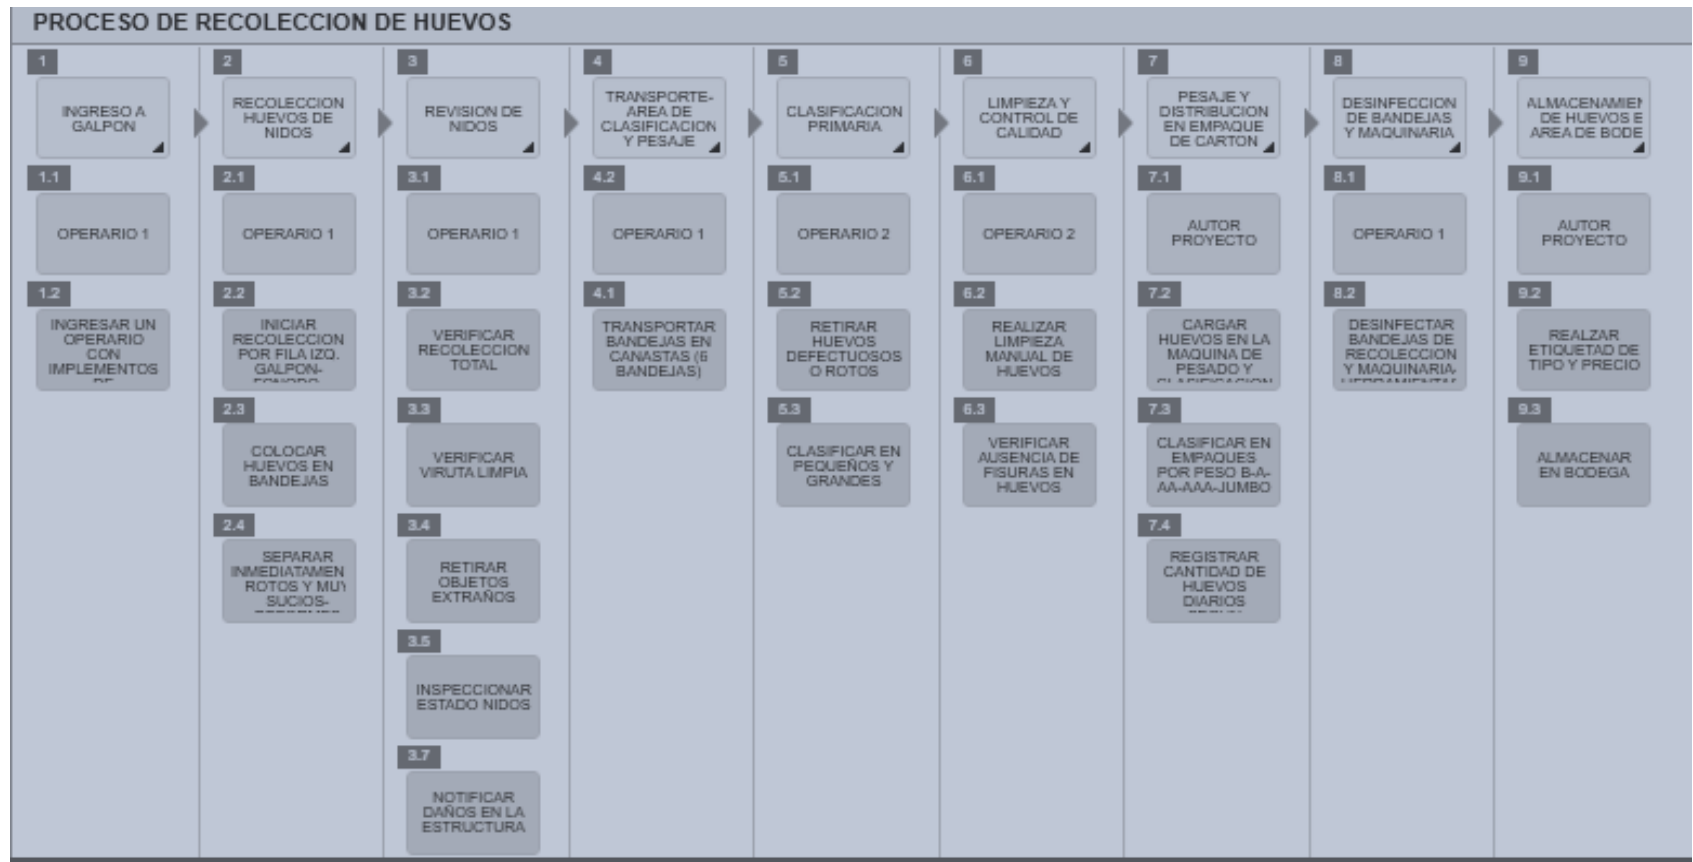 PROCESO DE RECOLECCION DE HUEVOS
1
INGRESO A
GALPON
1.1
OPERARIO 1
1.2
INGRESAR UN
OPERARIO
CON
IMPLEMENTOS
DE
2
RECOLECCION
HUEVOS DE
NIDOS
2.1
OPERARIO 1
2.2
INICIAR
RECOLECCION
POR FILA IZQ.
GALPON-
2.3
COLOCAR
HUEVOS EN
BANDEJAS
2.4
SEPARAR
INMEDIATAMEN
ROTOS Y MUY
SUCIOS-
3
REVISION DE
NIDOS
3.1
OPERARIO 1
3.2
VERIFICAR
RECOLECCION
TOTAL
3.3
VERIFICAR
VIRUTA LIMPIA
3.4
RETIRAR
OBJETOS
EXTRAÑOS
3.5
INSPECCIONAR
ESTADO NIDOS
3.7
NOTIFICAR
DAÑOS EN LA
ESTRUCTURA
4
TRANSPORTE-
AREA DE
CLASIFICACION
Y PESAJE
4.2
OPERARIO 1
4.1
TRANSPORTAR
BANDEJAS EN
CANASTAS (6
BANDEJAS)
5
CLASIFICACION
PRIMARIA
5.1
OPERARIO 2
5.2
RETIRAR
HUEVOS
DEFECTUOSOS
O ROTOS
5.3
CLASIFICAR EN
PEQUEÑOS Y
GRANDES
6
LIMPIEZA Y
CONTROL DE
CALIDAD
6.1
OPERARIO 2
6.2
REALIZAR
LIMPIEZA
MANUAL DE
HUEVOS
6.3
VERIFICAR
AUSENCIA DE
FISURAS EN
HUEVOS
7
PESAJE Y
DISTRIBUCION
EN EMPAQUE
DE CARTON
7.1
AUTOR
PROYECTO
7.2
CARGAR
HUEVOS EN LA
MAQUINA DE
PESADO Y
CLASIFICACION
7.3
CLASIFICAR EN
EMPAQUES
POR PESO B-A-
AA-AAA-JUMBO
7.4
REGISTRAR
CANTIDAD DE
HUEVOS
DIARIOS
8
DESINFECCION
DE BANDEJAS
Y MAQUINARIA
8.1
OPERARIO 1
8.2
DESINFECTAR
BANDEJAS DE
RECOLECCION
Y MAQUINARIA-
9
ALMACENAMIEN
DE HUEVOS E
AREA DE BODE
9.1
AUTOR
PROYECTO
9.2
REALZAR
ETIQUETAD DE
TIPO Y PRECIO
9.3
ALMACENAR
EN BODEGA